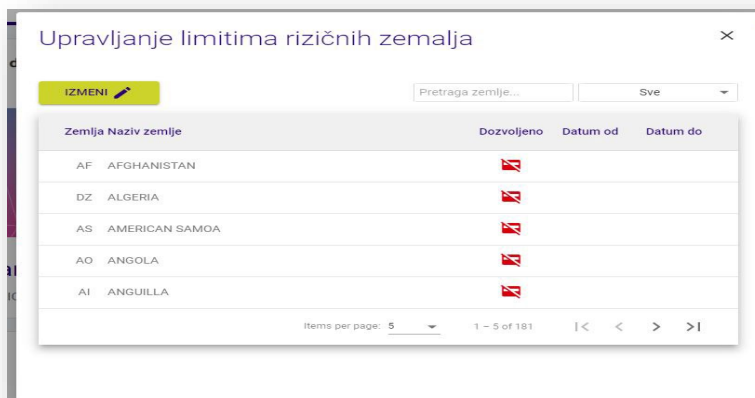 Upravljanje limitima rizičnih zemalja
IZMENI
Pretraga zemlje...
Sve
Zemlja Naziv zemlje Dozvoljeno Datum od Datum do
AF AFGHANISTAN
DZ ALGERIA
AS AMERICAN SAMOA
AO ANGOLA
AI ANGUILLA
Items per page: 5 1 – 5 of 181